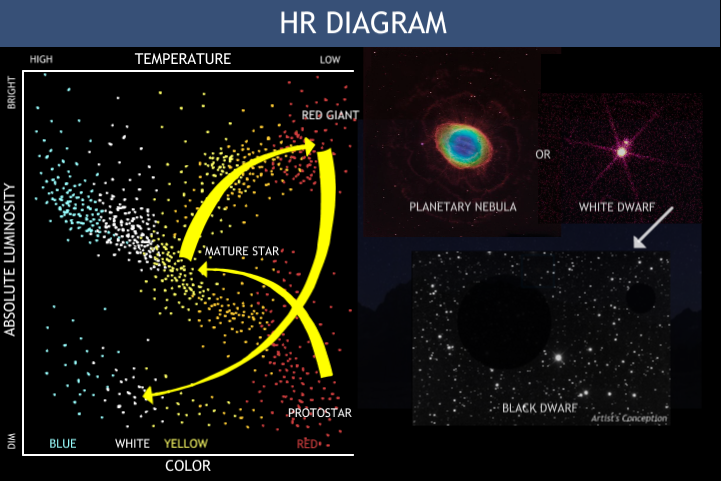 HR DIAGRAM
HIGH
TEMPERATURE
LOW
BRIGHT
ABSOLUTE LUMINOSITY
DIM
RED GIANT
MATURE STAR
PROTOSTAR
BLUE
WHITE
YELLOW
RED
COLOR
PLANETARY NEBULA
OR
WHITE DWARF
BLACK DWARF
Artist's Conception